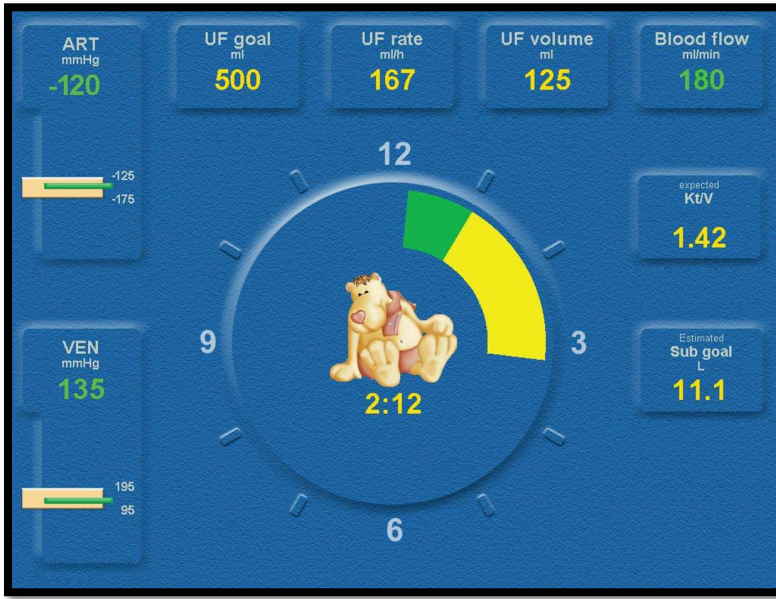 ART
mmHg
-120
-125
-175
UF goal
ml
500
UF rate
ml/h
167
UF volume
ml
125
Blood flow
ml/min
180
12
3
6
9
2:12
expected
Kt/V
1.42
VEN
mmHg
135
195
95
Estimated
Sub goal
L
11.1